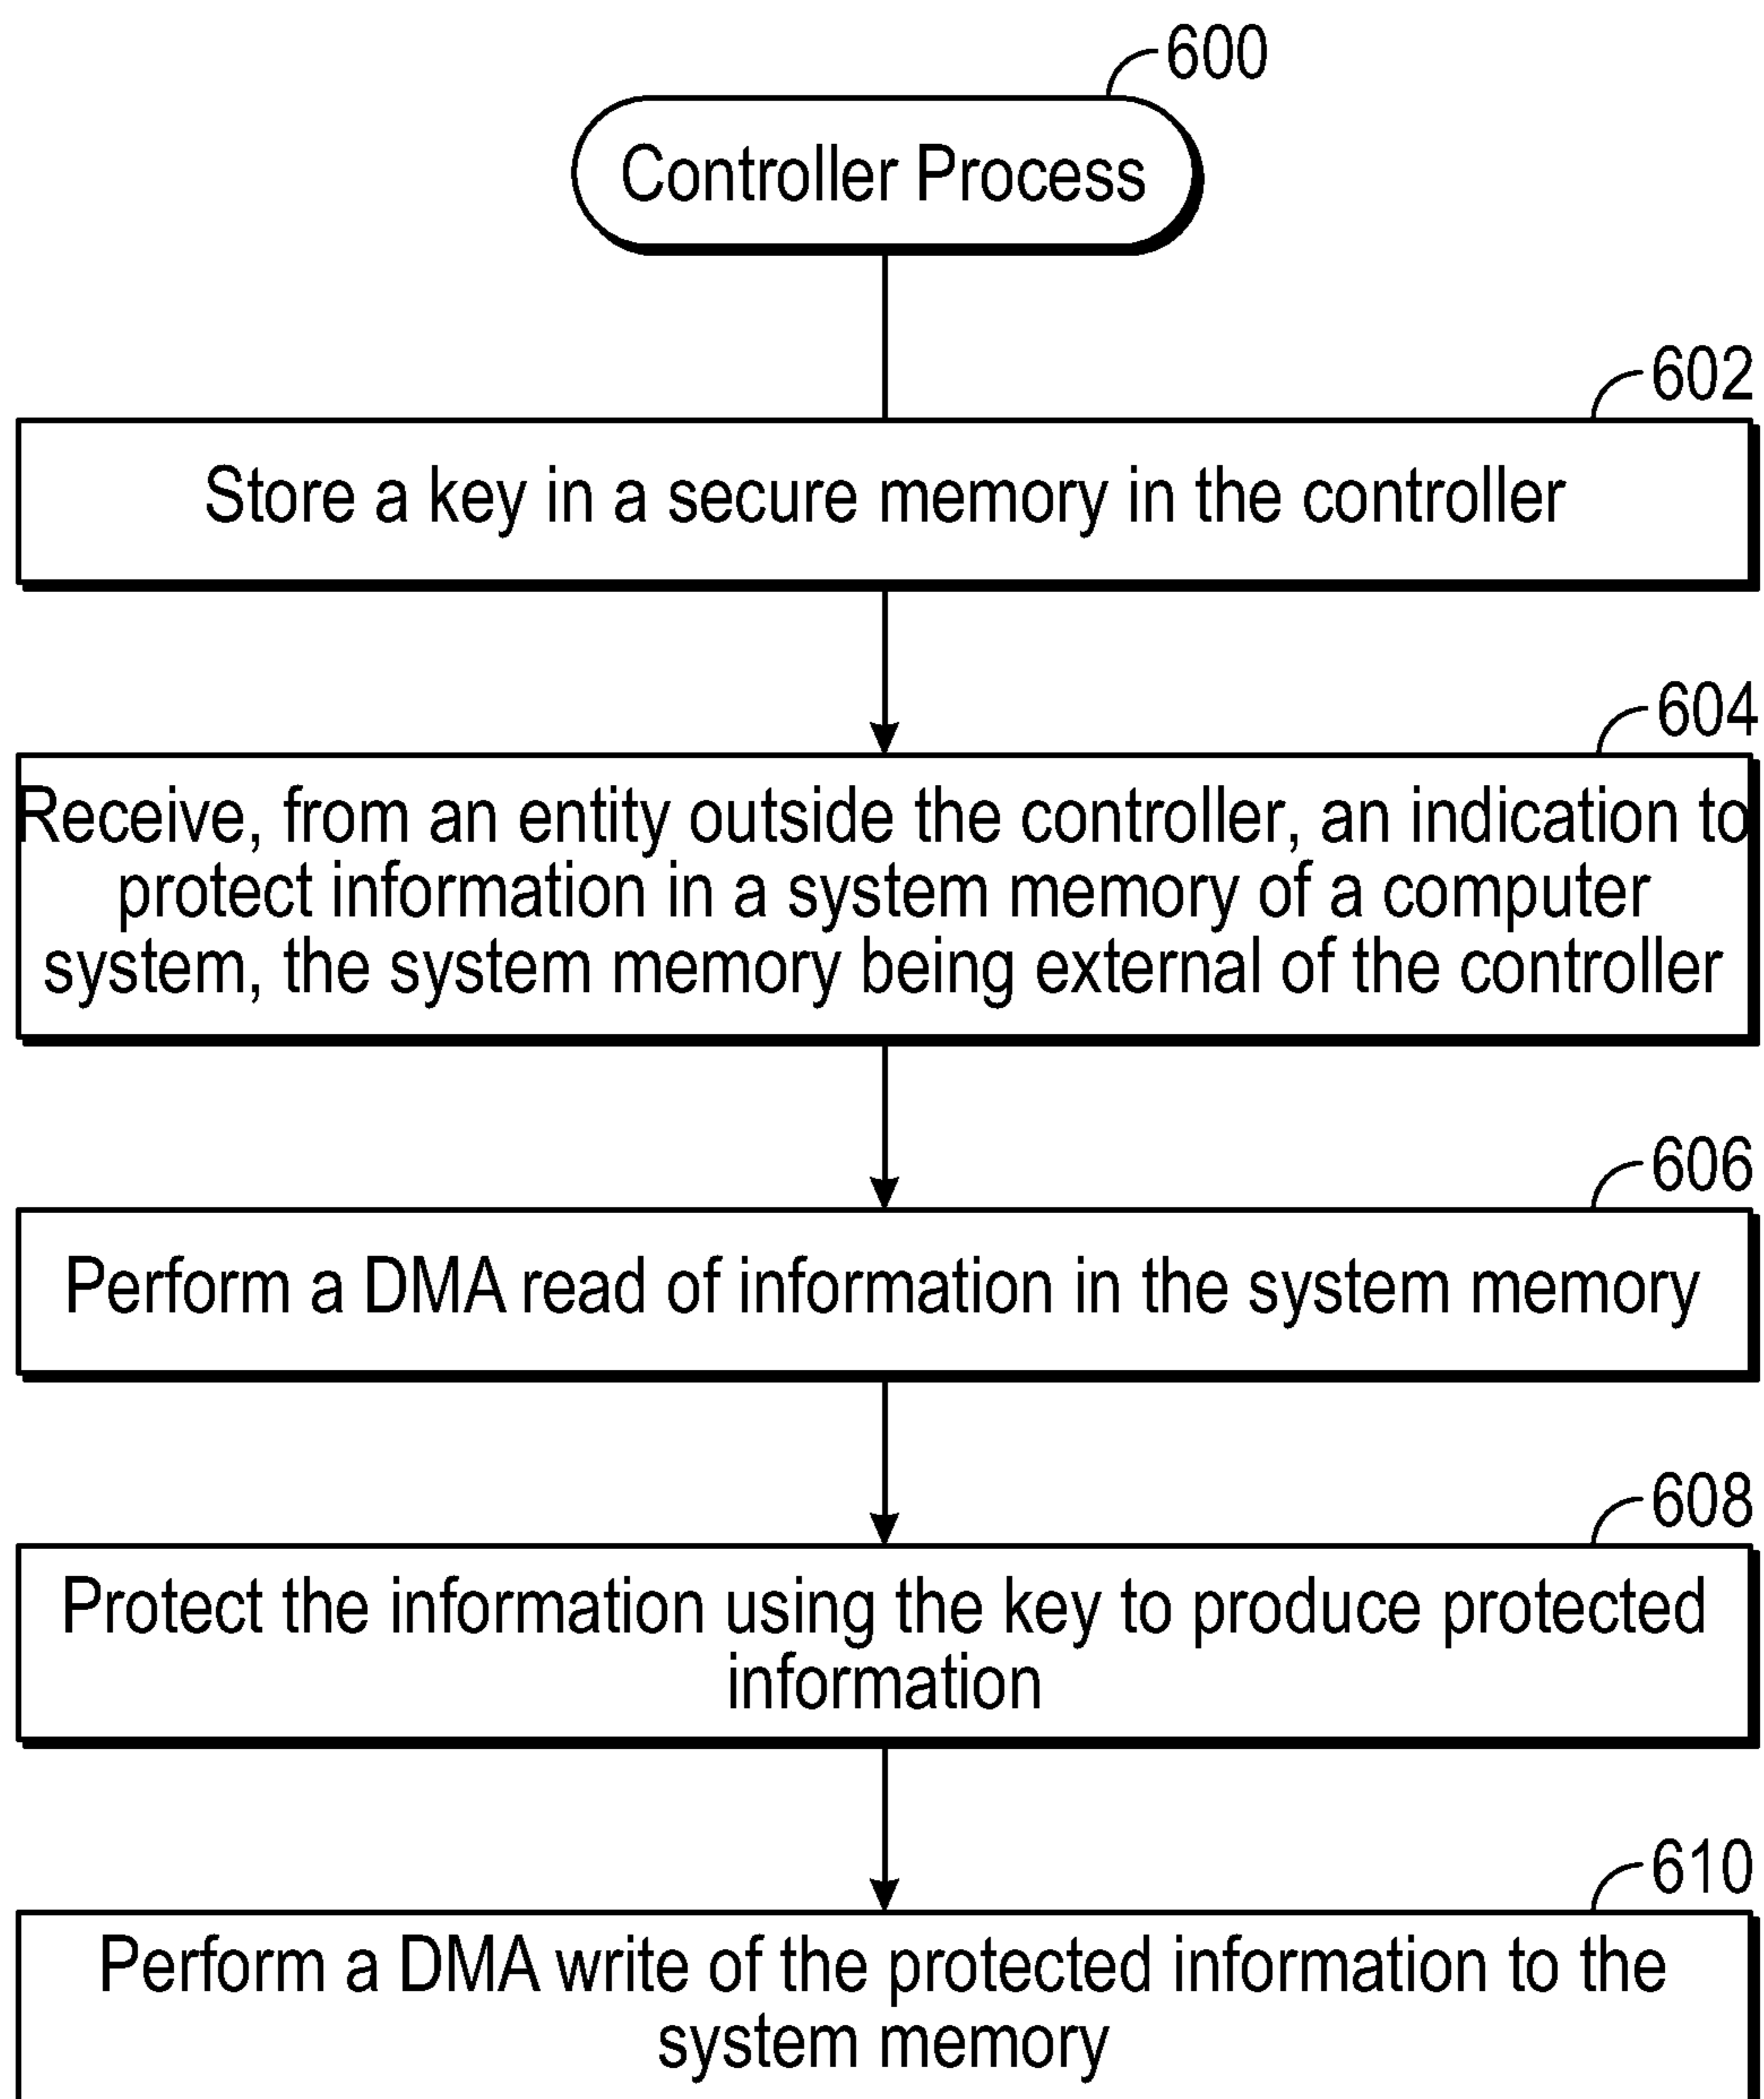 600
Controller Process
602
Store a key in a secure memory in the controller
604
Receive, from an entity outside the controller, an indication to
protect information in a system memory of a computer
system, the system memory being external of the controller
606
Perform a DMA read of information in the system memory
608
Protect the information using the key to produce protected
information
610
Perform a DMA write of the protected information to the
system memory